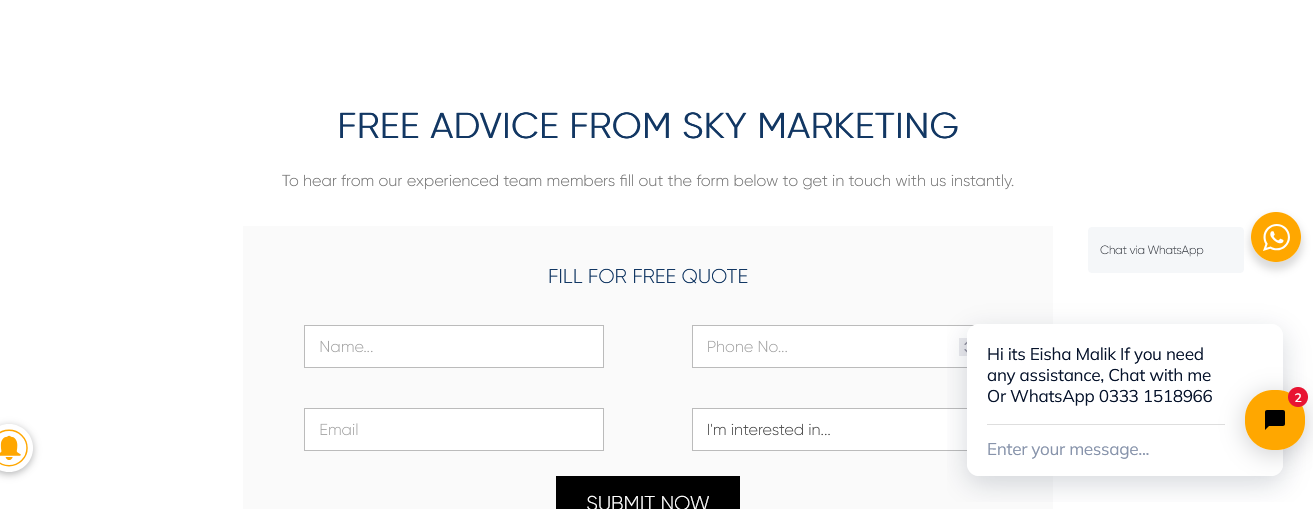 FREE ADVICE FROM SKY MARKETING
To hear from our experienced team members fill out the form below to get in touch with us instantly.
Chat via WhatsApp
FILL FOR FREE QUOTE
Name...
Phone No...
Hi its Eisha Malik If you need
any assistance, Chat with me
Or WhatsApp 0333 1518966
2
Email
I'm interested in...
Enter your message...
SUBMIT NOW